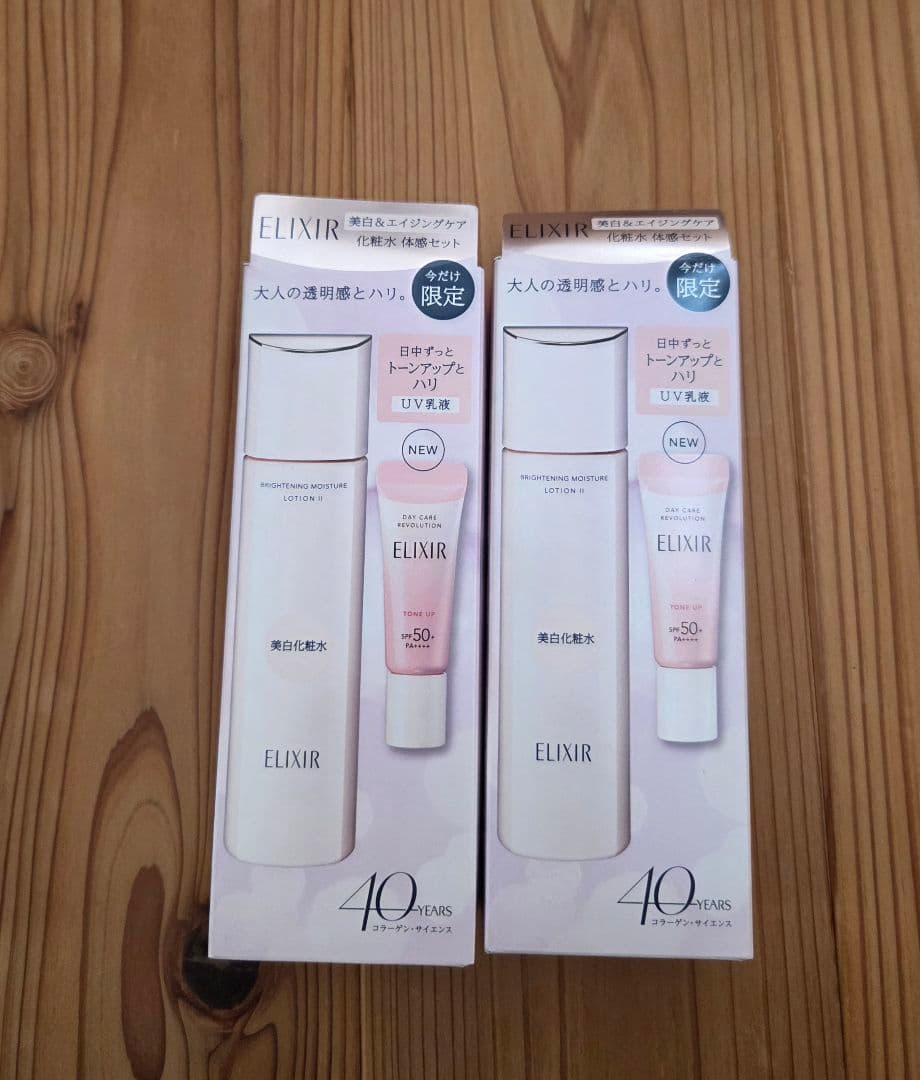 ELIXIR 美白&エイジングケア
化粧水 体感セット
大人の透明感とハリ。
今だけ
限定
日中ずっと
トーンアップと
ハリ
UV乳液
NEW
BRIGHTENING MOISTURE
LOTION II
DAY CARE
REVOLUTION
ELIXIR
TONE UP
SPF50+
PA++++
美白化粧水
ELIXIR
40 YEARS
コラーゲン・サイエンス
ELIXIR 美白&エイジングケア
化粧水 体感セット
大人の透明感とハリ。
今だけ
限定
日中ずっと
トーンアップと
ハリ
UV乳液
NEW
BRIGHTENING MOISTURE
LOTION II
DAY CARE
REVOLUTION
ELIXIR
TONE UP
SPF50+
PA++++
美白化粧水
ELIXIR
40 YEARS
コラーゲン・サイエンス